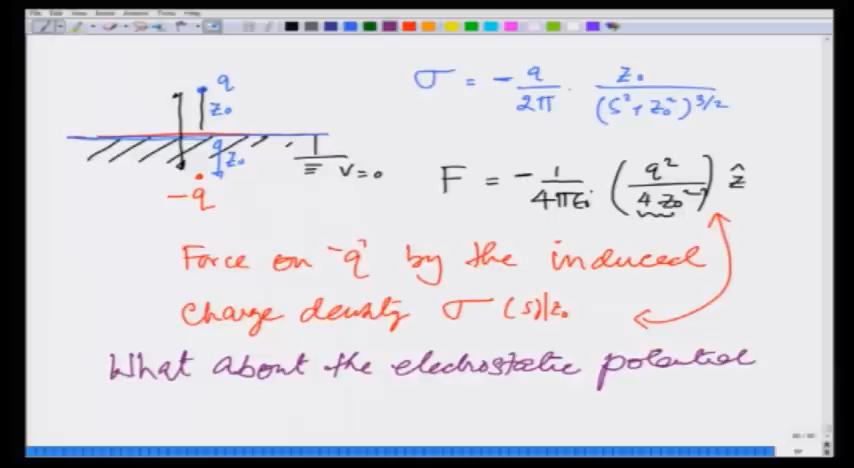 q
z₀
z₀
-q
V=0
σ = - q/2π · z₀/(s²+z₀²)^3/2
F = - 1/4πε₀ (q²/4z₀²) ẑ
Force on "q" by the induced
charge density σ (s)|z₀
What about the electrostatic potential